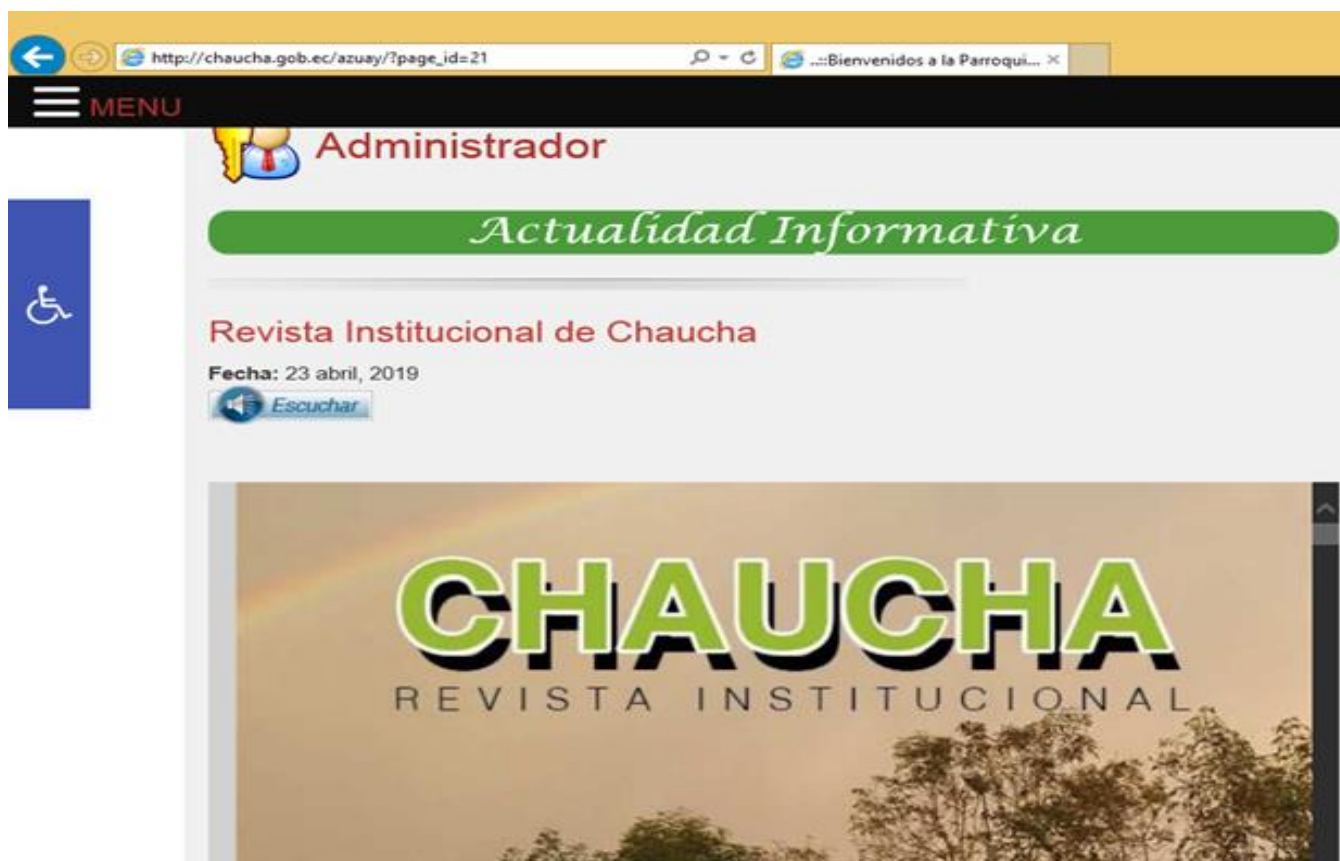 http://chaucha.gob.ec/azuay/?page_id=21
..::Bienvenidos a la Parroqui...
MENU
Administrador
Actualidad Informativa
Revista Institucional de Chaucha
Fecha: 23 abril, 2019
Escuchar
CHAUCHA
REVISTA INSTITUCIONAL